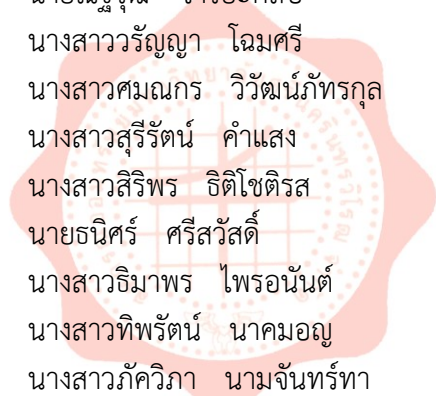 นางสาววรัญญา โฉมศรี
นางสาวศมณกร วิวัฒน์ภัทรกุล
นางสาวสุรีรัตน์ คำแสง
นางสาวสิริพร ธิติโชติรส
นายธนิศร์ ศรีสวัสดิ์
นางสาวธิมาพร ไพรอนันต์
นางสาวทิพรัตน์ นาคมอญ
นางสาวภัควิภา นามจันทร์ทา